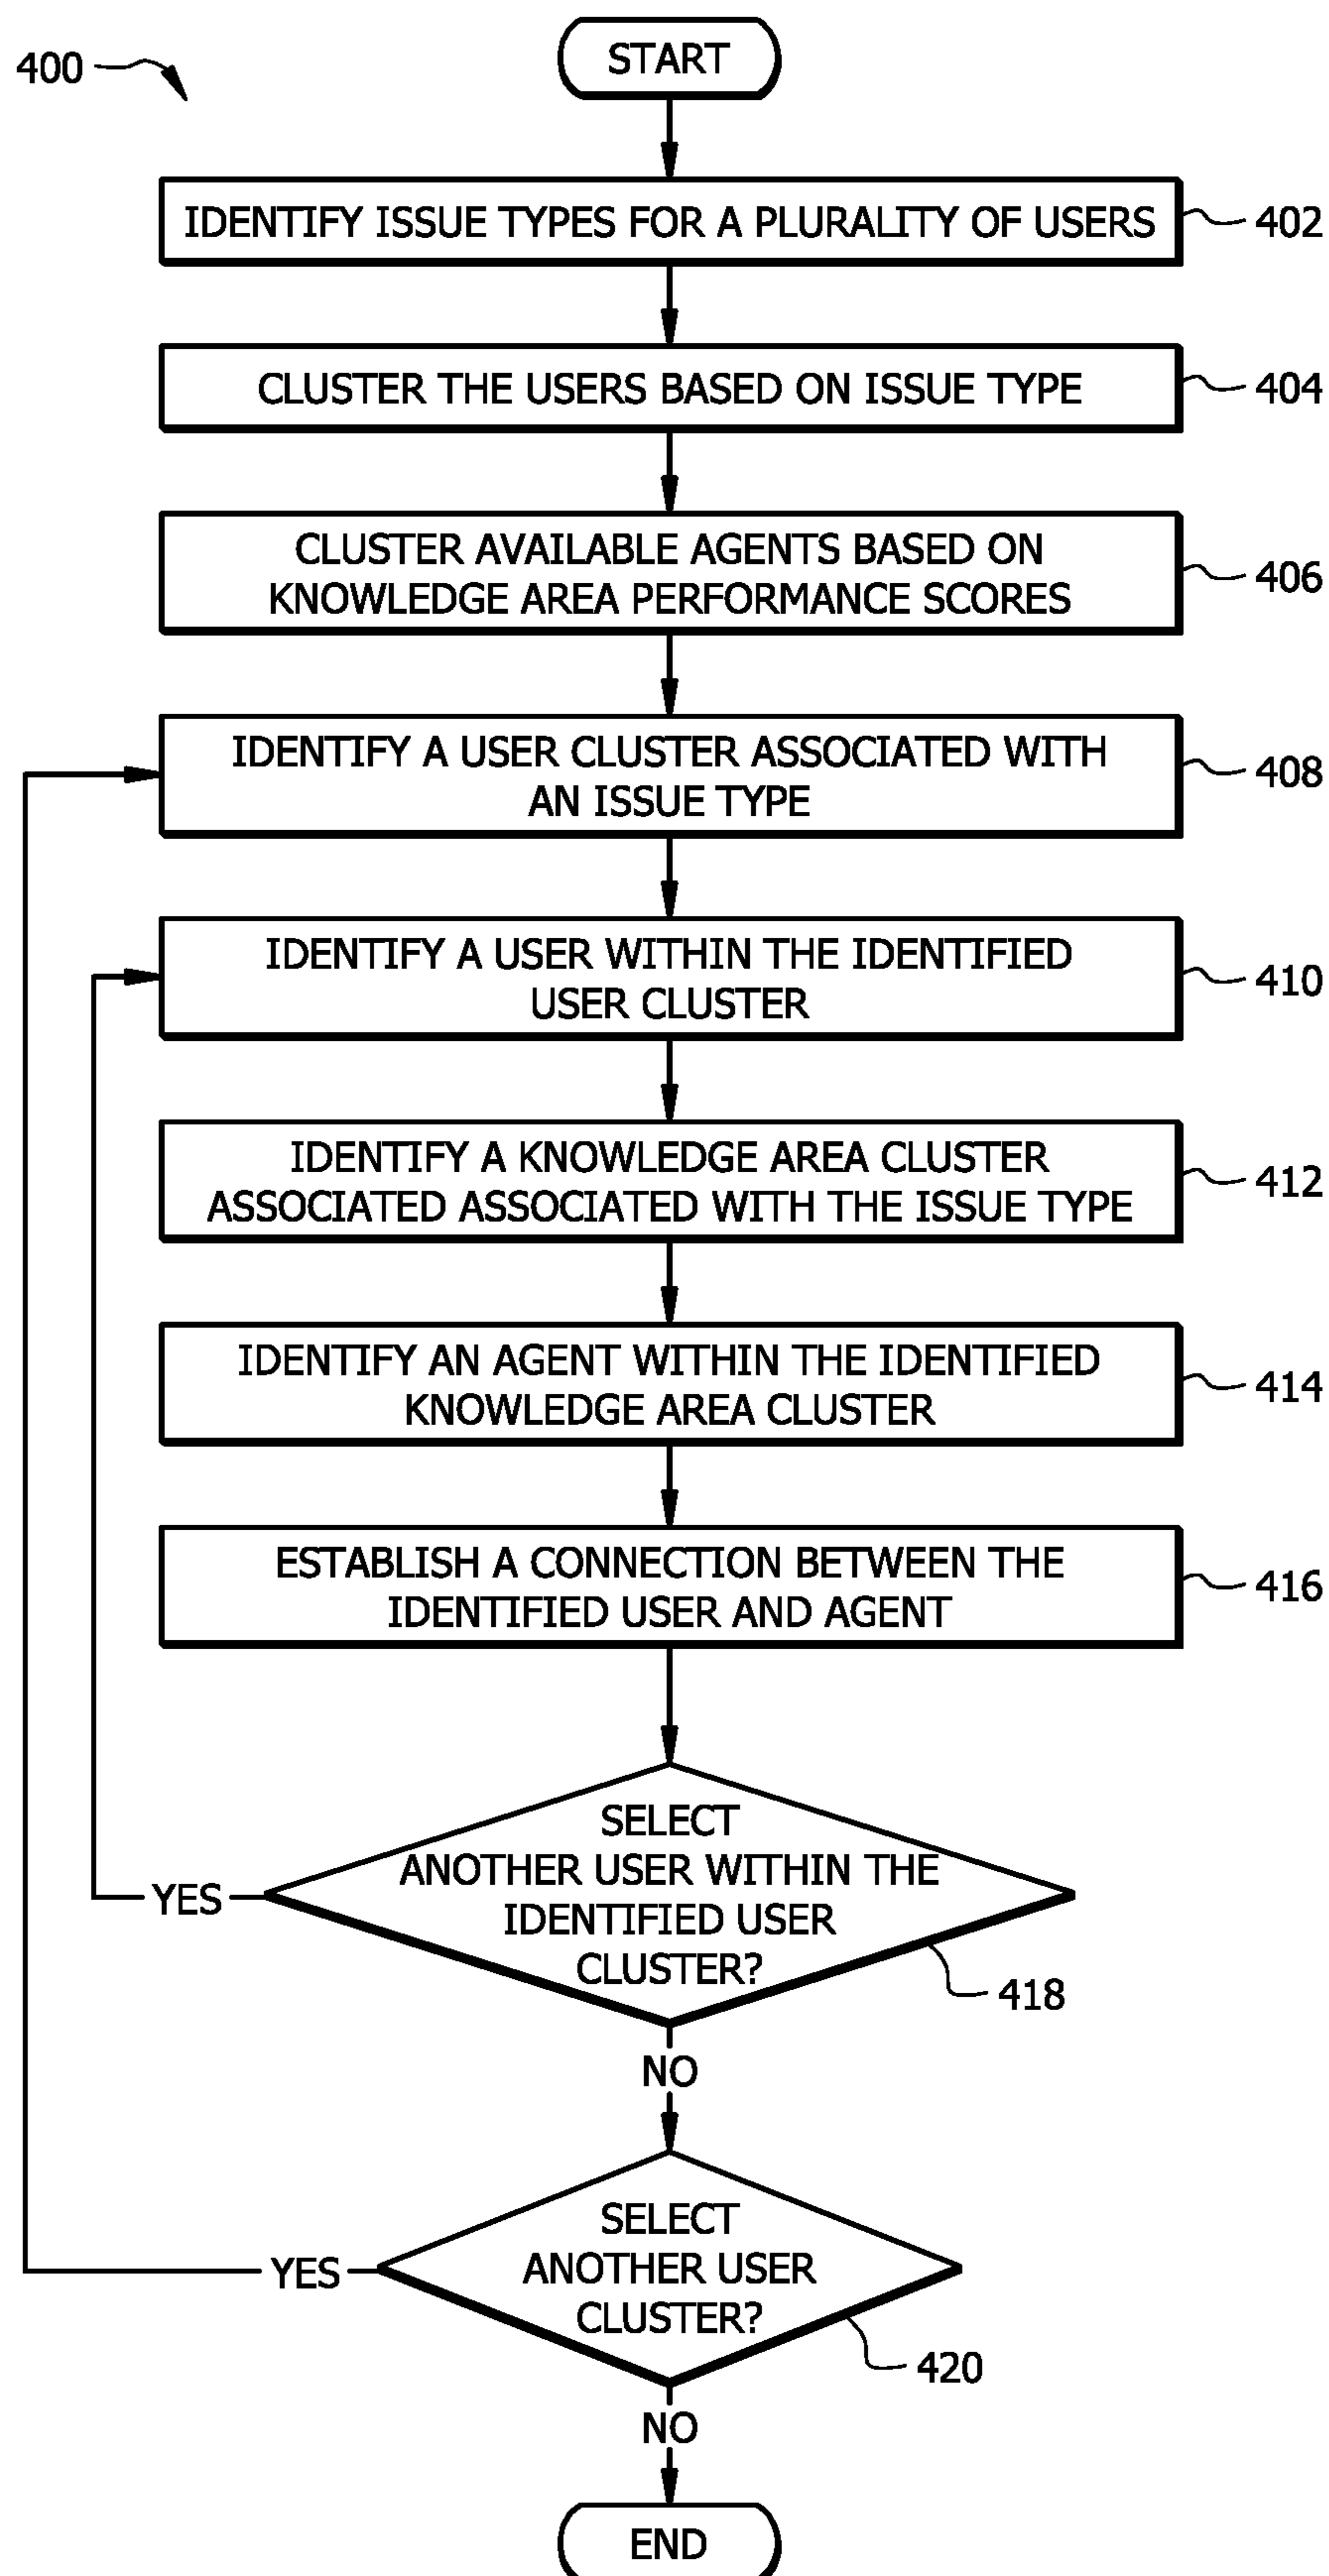 400
START
IDENTIFY ISSUE TYPES FOR A PLURALITY OF USERS
402
CLUSTER THE USERS BASED ON ISSUE TYPE
404
CLUSTER AVAILABLE AGENTS BASED ON
KNOWLEDGE AREA PERFORMANCE SCORES
406
IDENTIFY A USER CLUSTER ASSOCIATED WITH
AN ISSUE TYPE
408
IDENTIFY A USER WITHIN THE IDENTIFIED
USER CLUSTER
410
IDENTIFY A KNOWLEDGE AREA CLUSTER
ASSOCIATED ASSOCIATED WITH THE ISSUE TYPE
412
IDENTIFY AN AGENT WITHIN THE IDENTIFIED
KNOWLEDGE AREA CLUSTER
414
ESTABLISH A CONNECTION BETWEEN THE
IDENTIFIED USER AND AGENT
416
SELECT
ANOTHER USER WITHIN THE
IDENTIFIED USER
CLUSTER?
YES
418
NO
SELECT
ANOTHER USER
CLUSTER?
YES
420
NO
END